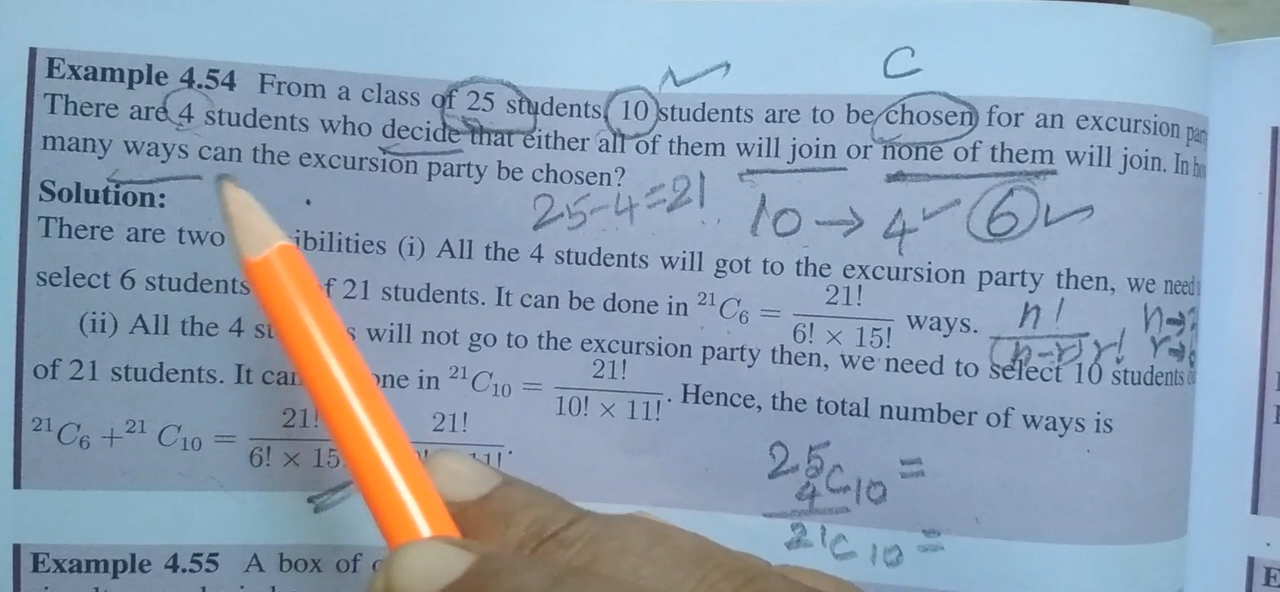 C
Example 4.54 From a class of 25 students, 10 students are to be chosen for an excursion
There are 4 students who decide that either all of them will join or none of them will join. In
many ways can the excursion party be chosen?
25-4=21
10 → 4 6
Solution:
There are two ibilities (i) All the 4 students will got to the excursion party then, we need
select 6 students f 21 students. It can be done in ²¹C₆ = 21! / 6! × 15! ways.
n! / (n-r) r!
n→
r→
(ii) All the 4 st s will not go to the excursion party then, we need to select 10 students
of 21 students. It ne in ²¹C₁₀ = 21! / 10! × 11! . Hence, the total number of ways is
²¹C₆ +²¹ C₁₀ = 21! / 6! × 15 21! / 11! .
25C10 =
4
21C10 =
Example 4.55 A box of